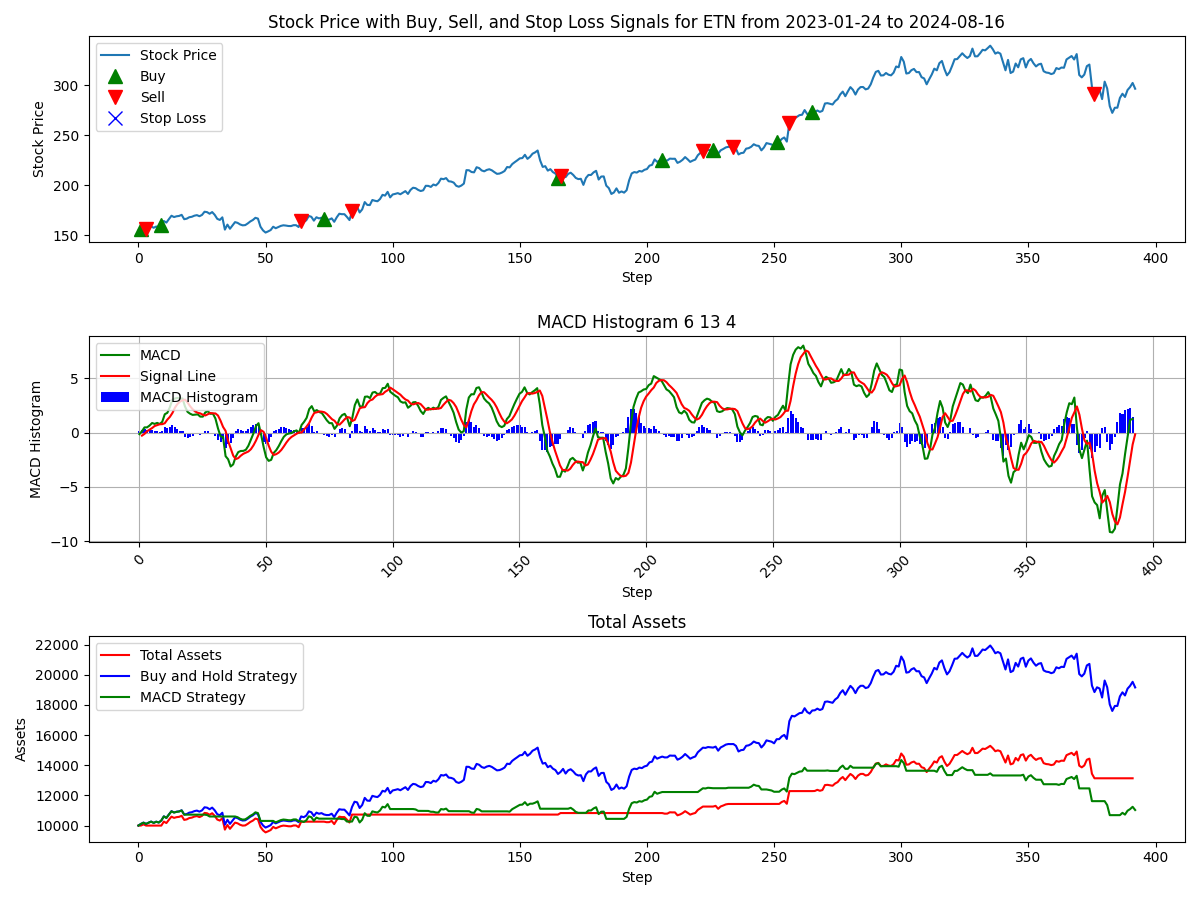 Stock Price with Buy, Sell, and Stop Loss Signals for ETN from 2023-01-24 to 2024-08-16
Stock Price
Buy
Sell
Stop Loss
Stock Price
300
250
200
150
0 50 100 150 200 250 300 350 400
Step
MACD Histogram 6 13 4
MACD
Signal Line
MACD Histogram
MACD Histogram
5
0
−5
−10
0 50 100 150 200 250 300 350 400
Step
Total Assets
Total Assets
Buy and Hold Strategy
MACD Strategy
Assets
22000
20000
18000
16000
14000
12000
10000
0 50 100 150 200 250 300 350 400
Step